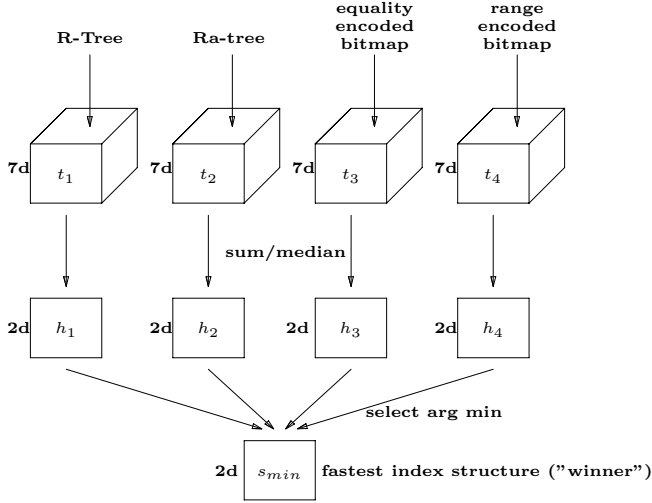 R-Tree
Ra-tree
equality
encoded
bitmap
range
encoded
bitmap
7d t1
7d t2
7d t3
7d t4
sum/median
2d h1
2d h2
2d h3
2d h4
select arg min
2d smin fastest index structure ("winner")